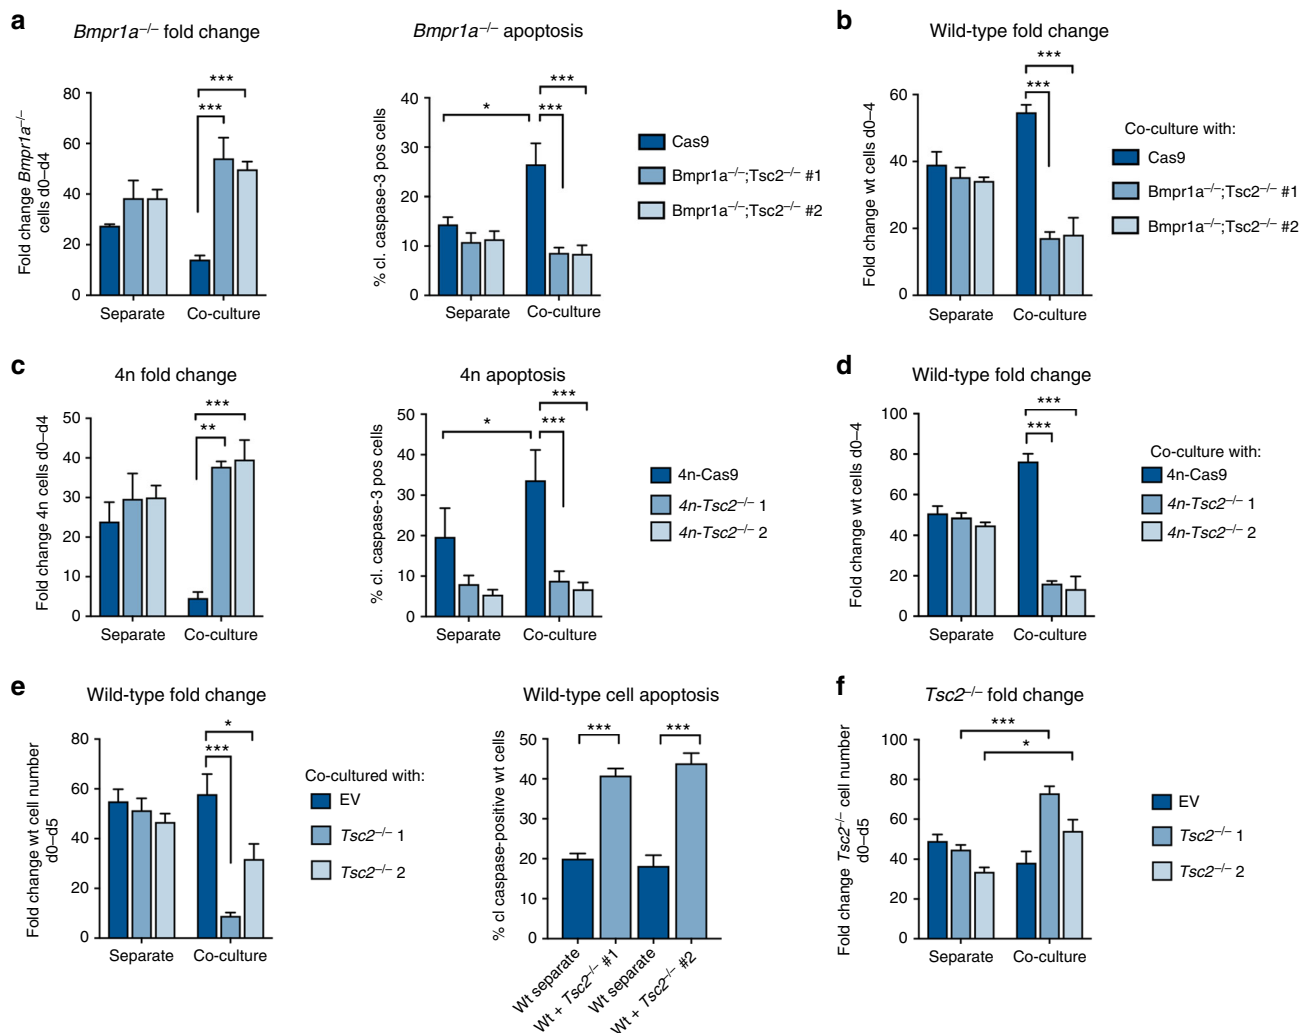 a
Bmpr1a–/– fold change
Fold change Bmpr1a–/–
cells d0–d4
80
60
40
20
0
***
***
Separate
Co-culture
Bmpr1a–/– apoptosis
% cl. caspase-3 pos cells
40
30
20
10
0
*
***
***
Separate
Co-culture
Cas9
Bmpr1a–/–;Tsc2–/– #1
Bmpr1a–/–;Tsc2–/– #2
b
Wild-type fold change
Fold change wt cells d0–4
60
40
20
0
***
***
Separate
Co-culture
Co-culture with:
Cas9
Bmpr1a–/–;Tsc2–/– #1
Bmpr1a–/–;Tsc2–/– #2
c
4n fold change
Fold change 4n cells d0–d4
50
40
30
20
10
0
***
**
Separate
Co-culture
4n apoptosis
% cl. caspase-3 pos cells
50
40
30
20
10
0
*
***
***
Separate
Co-culture
4n-Cas9
4n-Tsc2–/– 1
4n-Tsc2–/– 2
d
Wild-type fold change
Fold change wt cells d0–4
100
80
60
40
20
0
***
***
Separate
Co-culture
Co-culture with:
4n-Cas9
4n-Tsc2–/– 1
4n-Tsc2–/– 2
e
Wild-type fold change
Fold change wt cell number
d0–d5
80
60
40
20
0
*
***
Separate
Co-culture
Co-cultured with:
EV
Tsc2–/– 1
Tsc2–/– 2
Wild-type cell apoptosis
% cl caspase-positive wt cells
50
40
30
20
10
0
***
***
Wt separate
Wt + Tsc2–/– #1
Wt separate
Wt + Tsc2–/– #2
f
Tsc2–/– fold change
Fold change Tsc2–/– cell number
d0–d5
100
80
60
40
20
0
***
*
Separate
Co-culture
EV
Tsc2–/– 1
Tsc2–/– 2